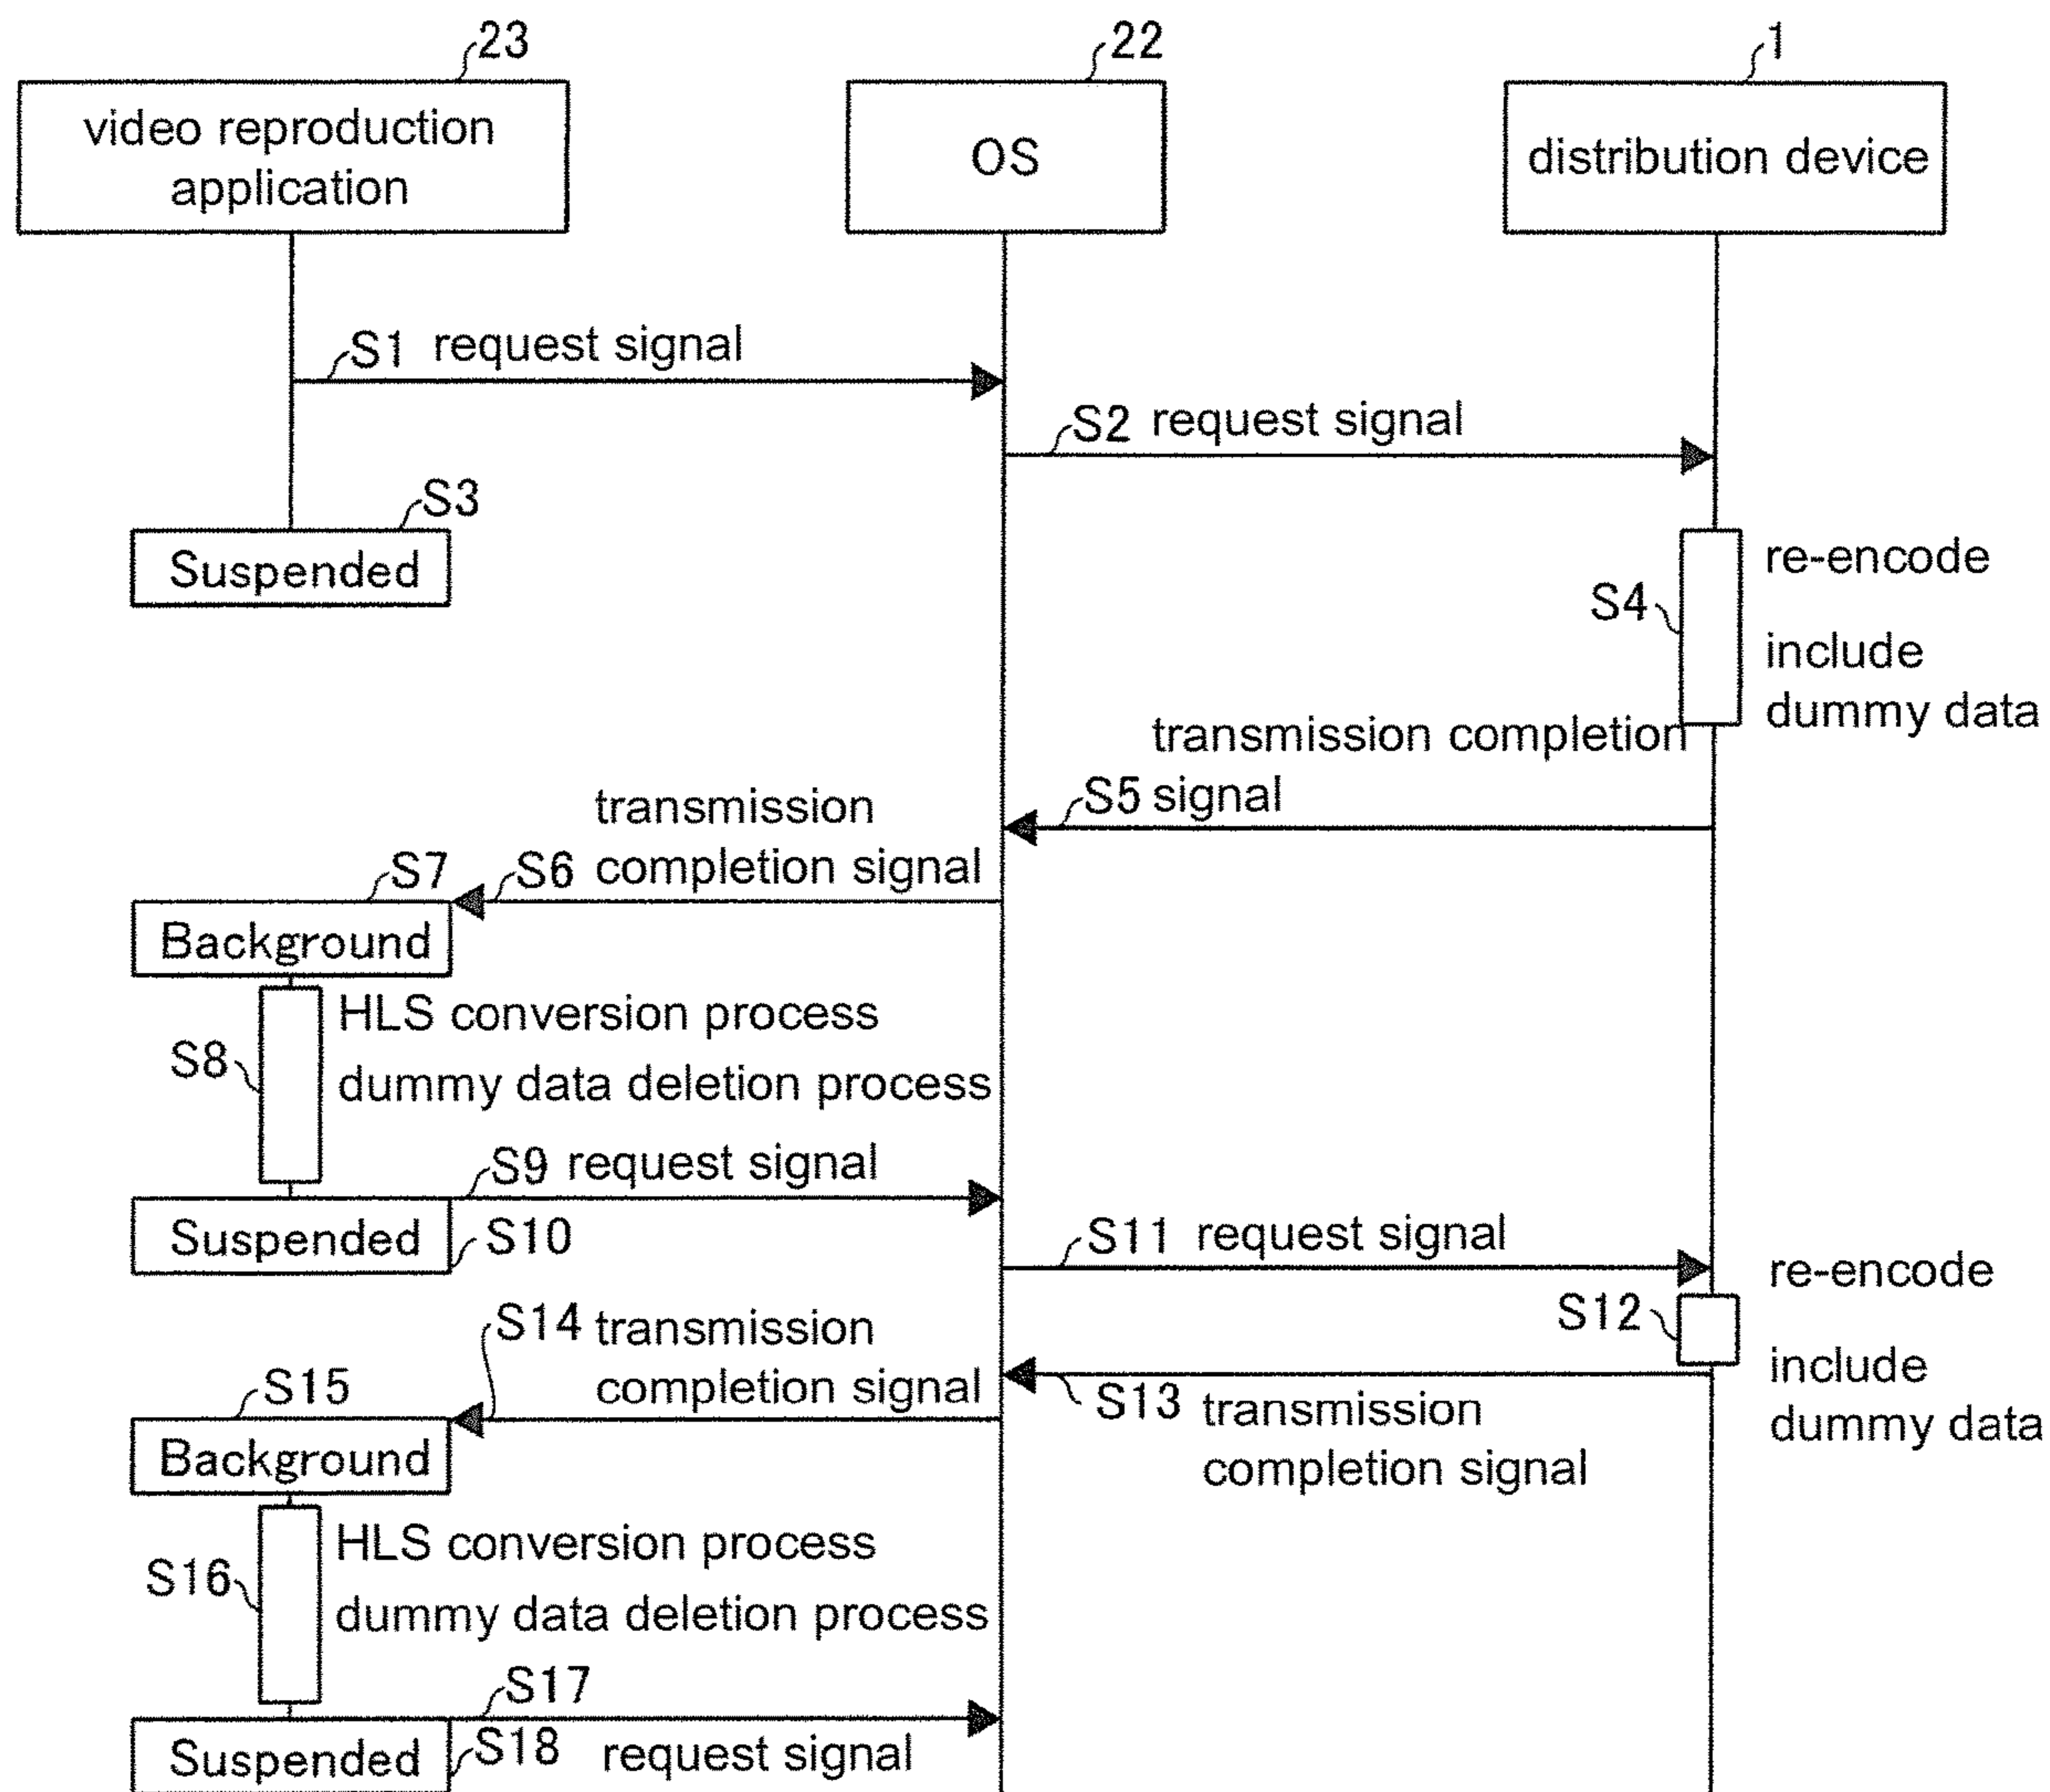 23
22
1
video reproduction
application
OS
distribution device
S1 request signal
S2 request signal
S3
Suspended
re-encode
S4
include
dummy data
transmission completion
S5 signal
transmission
S6 completion signal
S7
Background
HLS conversion process
S8
dummy data deletion process
S9 request signal
Suspended
S10
S11 request signal
re-encode
S12
include
dummy data
S14 transmission
completion signal
S13 transmission
completion signal
S15
Background
HLS conversion process
S16
dummy data deletion process
S17
Suspended
S18 request signal